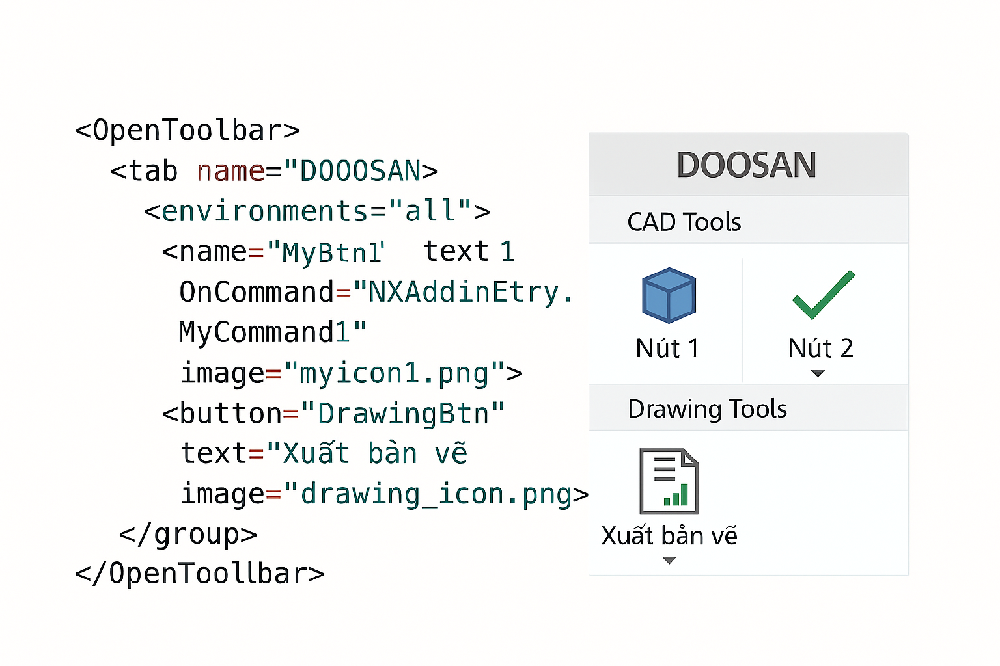 <OpenToolbar>
<tab name="DOOOSAN>
<environments="all">
<name="MyBtn1' text 1
OnCommand="NXAddinEtry.
MyCommand1"
image="myicon1.png">
<button="DrawingBtn"
text="Xuất bàn vẽ
image="drawing_icon.png>
</group>
</OpenToollbar>
DOOSAN
CAD Tools
Nút 1
Nút 2
Drawing Tools
Xuất bản vẽ